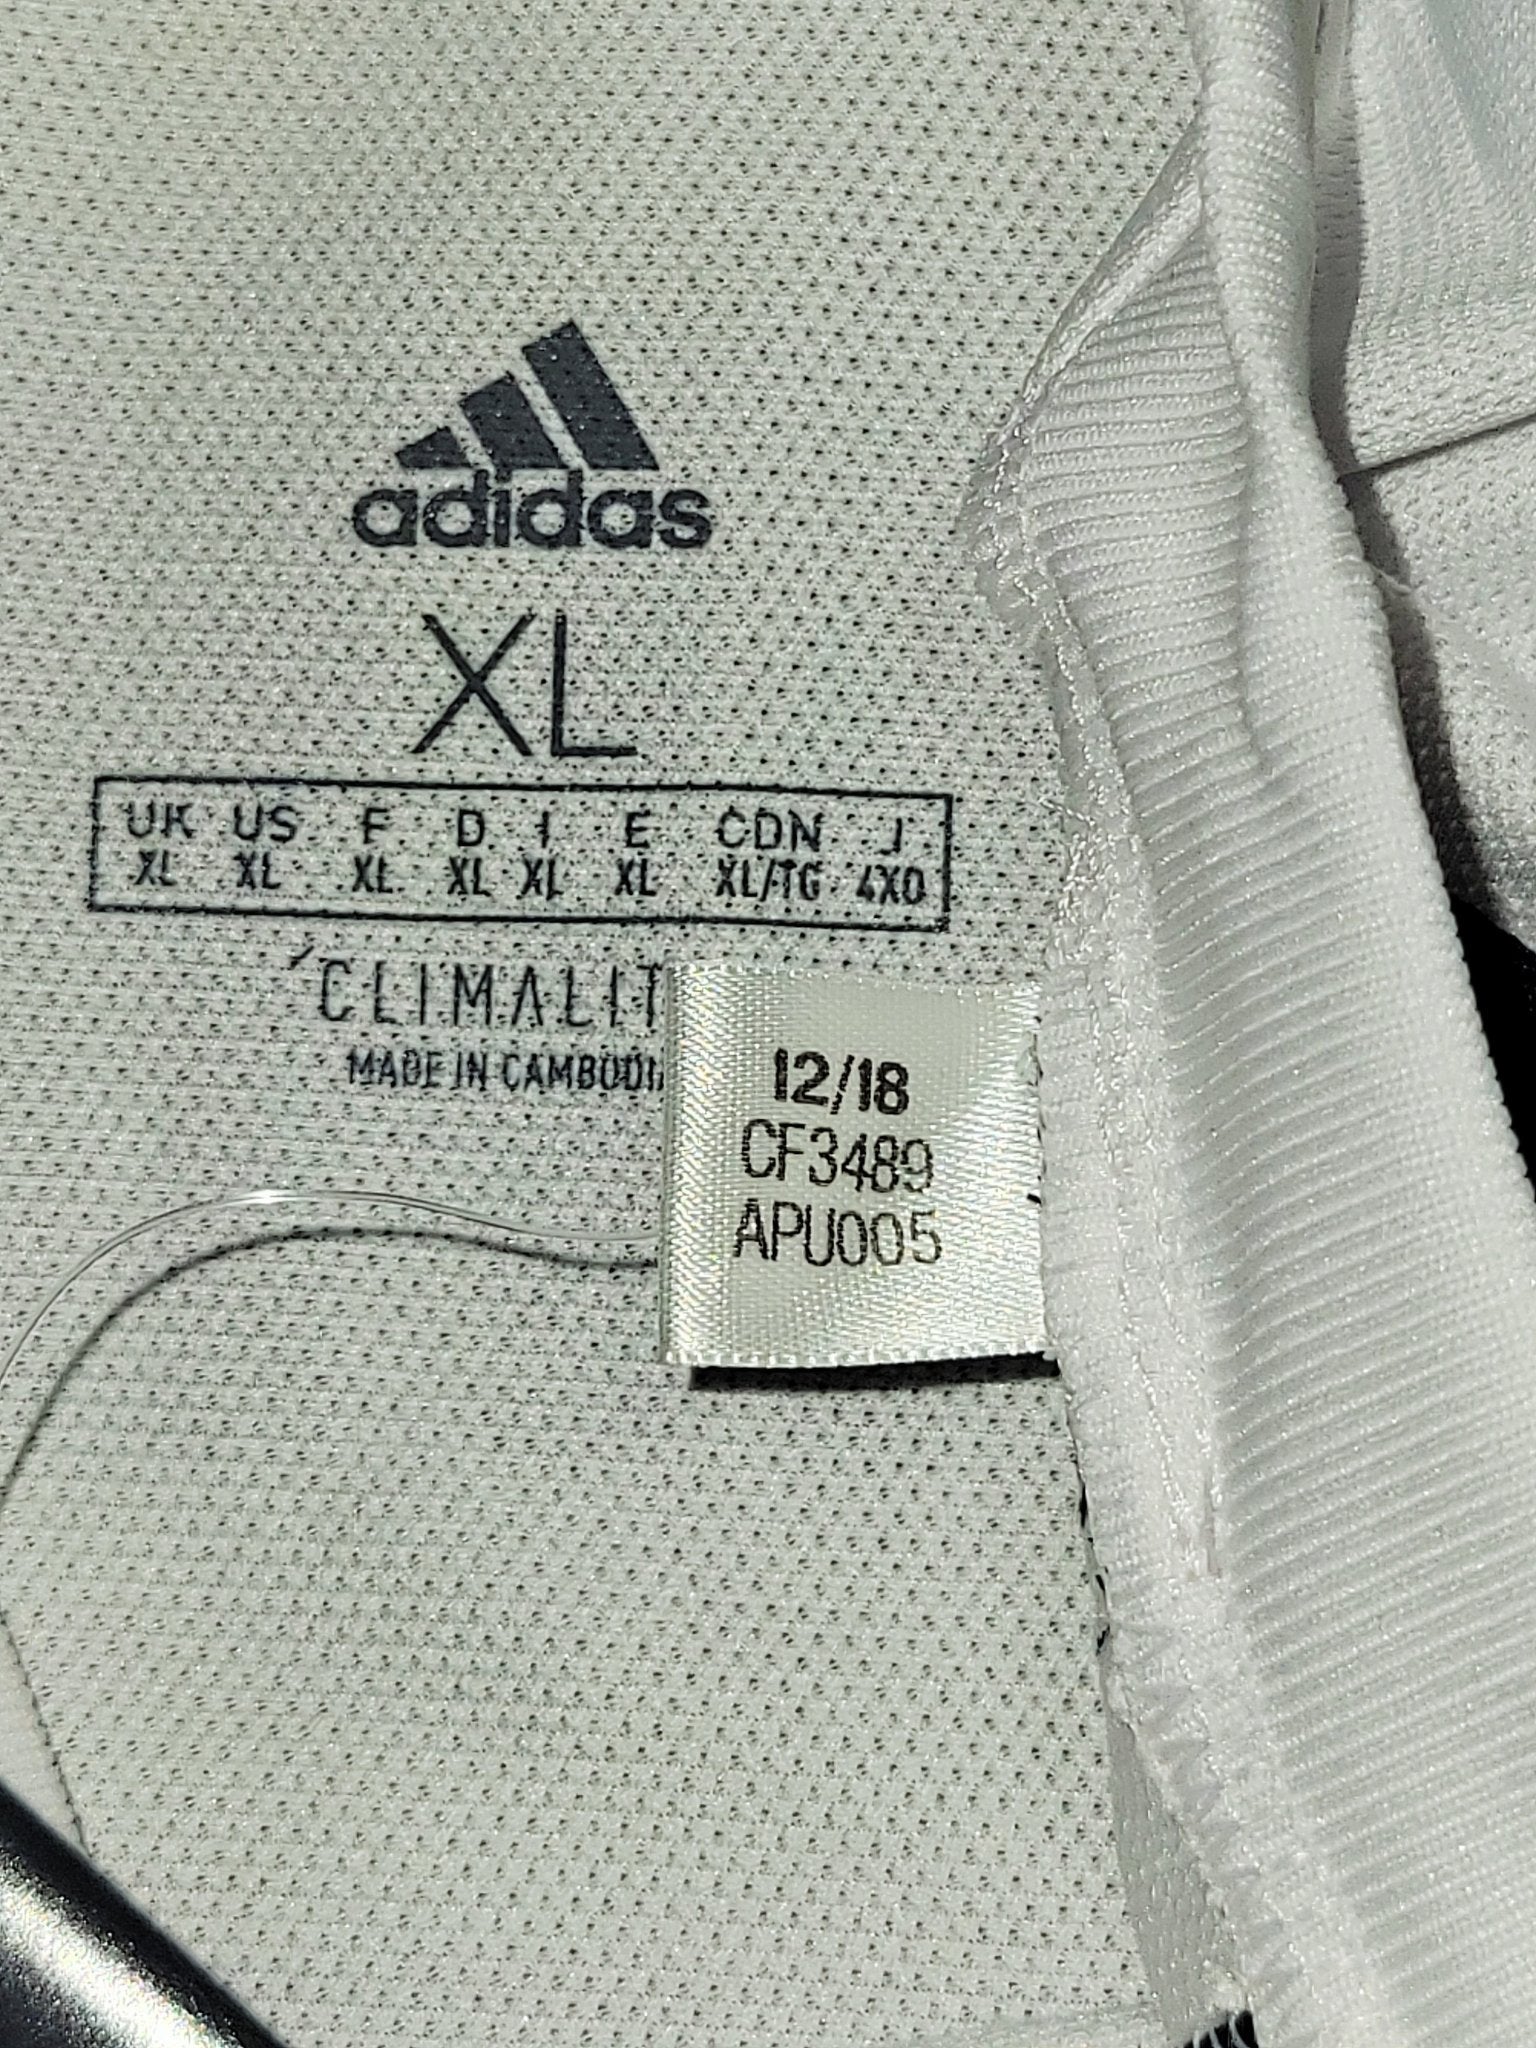 adidas
XL
UK US F D I E CDN J
XL XL XL XL XL XL XL/TG 4XO
CLIMALIT
MADE IN CAMBODI
12/18
CF3489
APU005